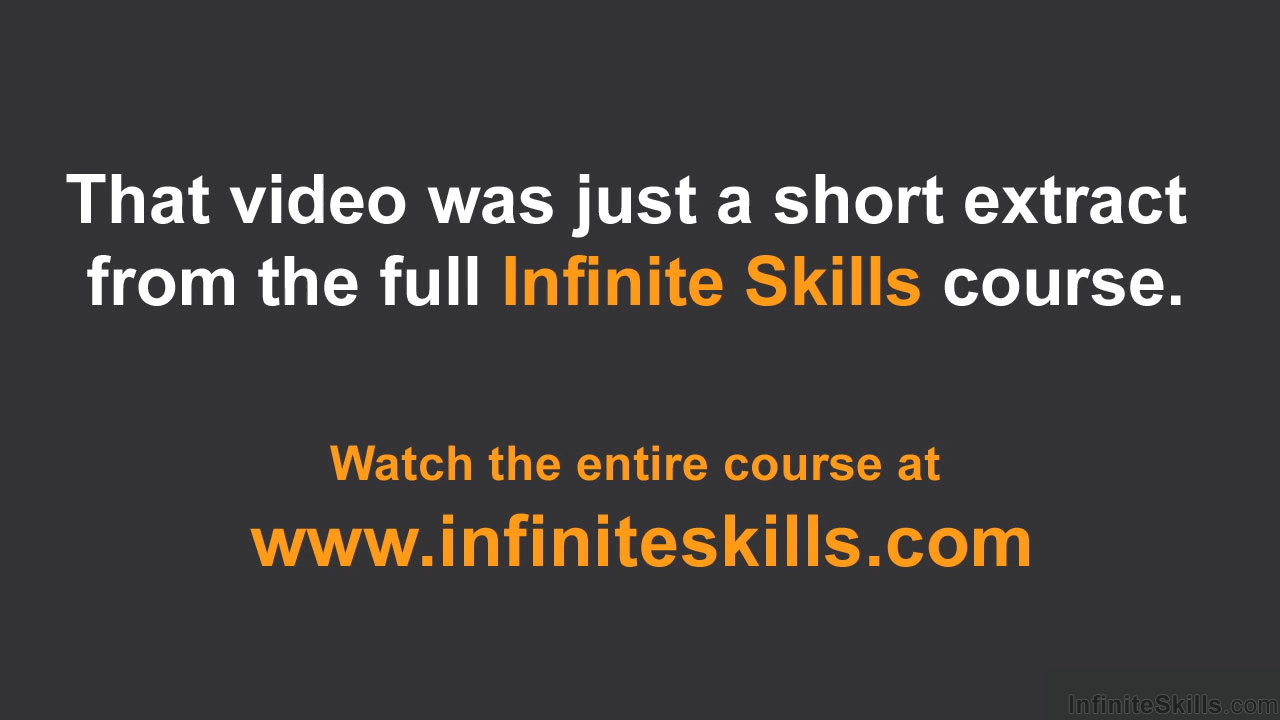 That video was just a short extract
from the full Infinite Skills course.
Watch the entire course at
www.infiniteskills.com
InfiniteSkills.com